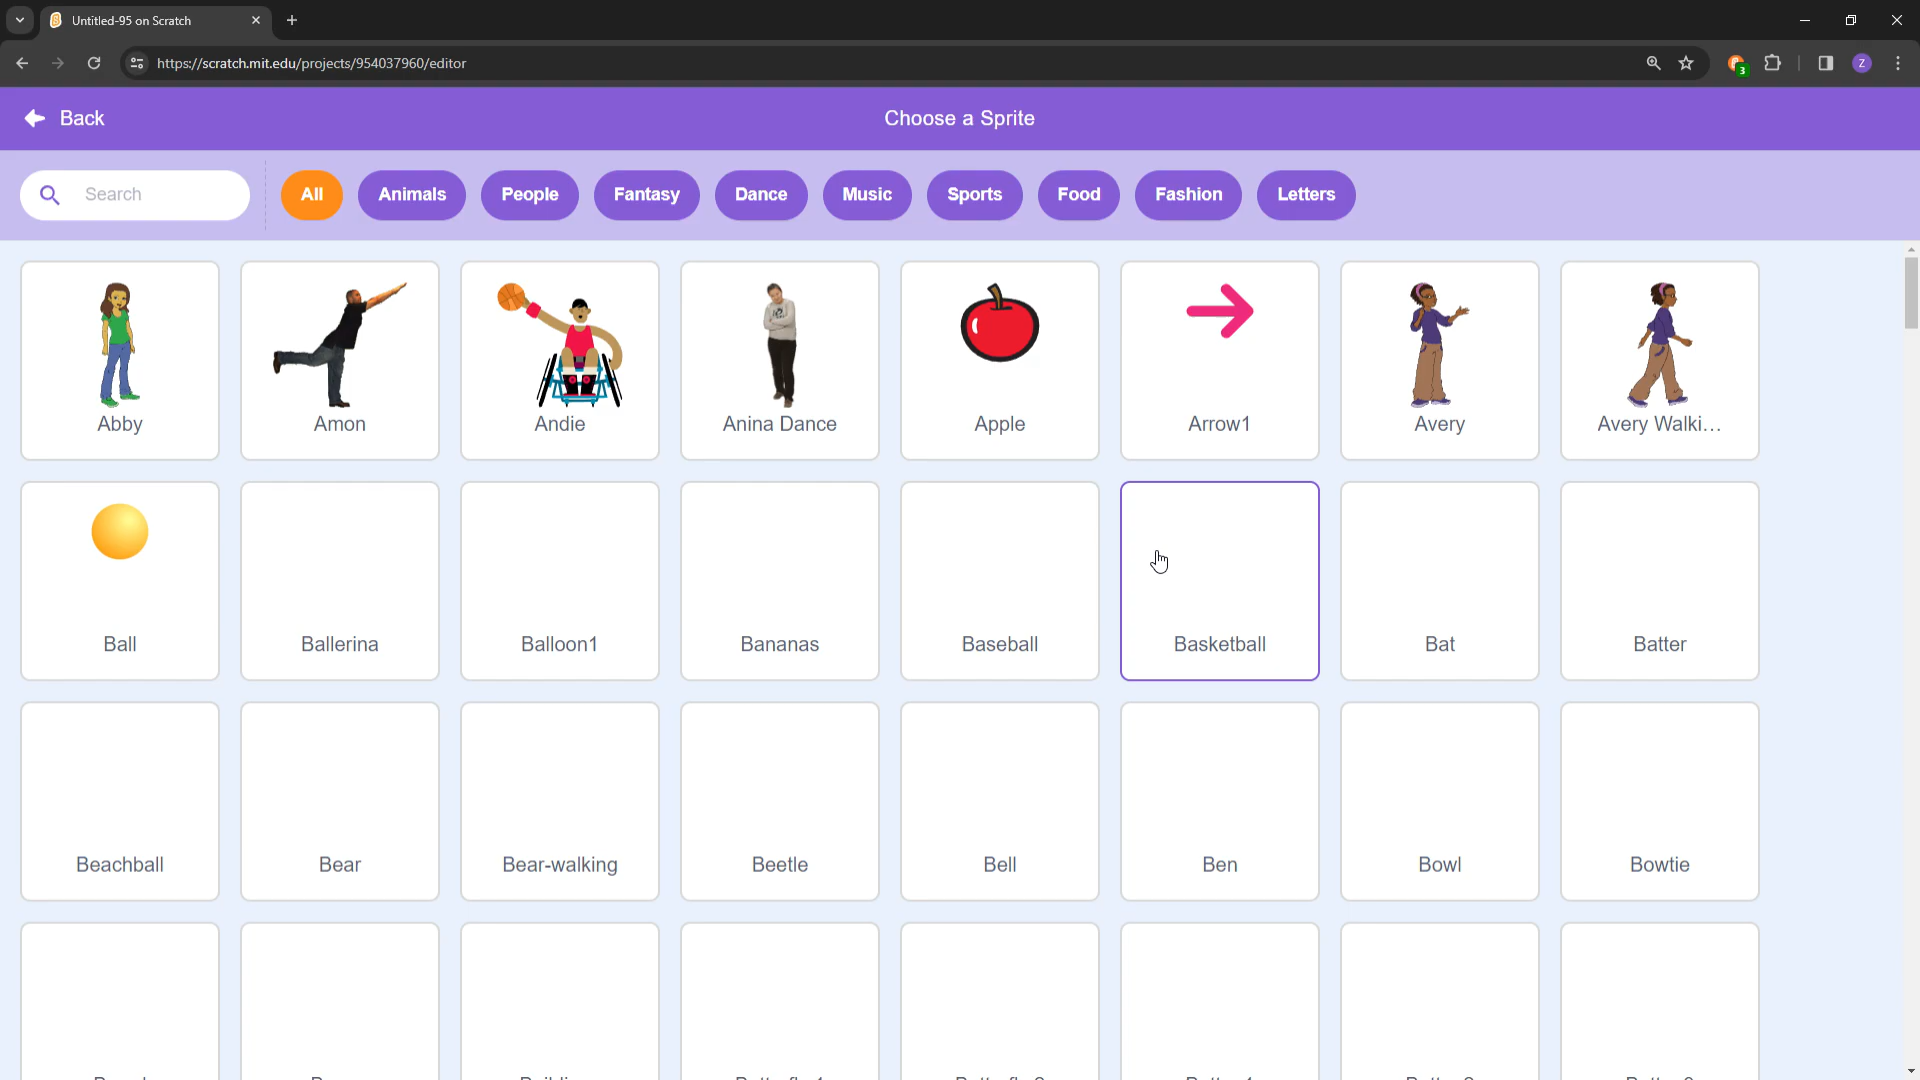 Untitled-95 on Scratch
https://scratch.mit.edu/projects/954037960/editor
3
Z
Back
Choose a Sprite
Search
All
Animals
People
Fantasy
Dance
Music
Sports
Food
Fashion
Letters
Abby
Amon
Andie
Anina Dance
Apple
Arrow1
Avery
Avery Walki...
Ball
Ballerina
Balloon1
Bananas
Baseball
Basketball
Bat
Batter
Beachball
Bear
Bear-walking
Beetle
Bell
Ben
Bowl
Bowtie